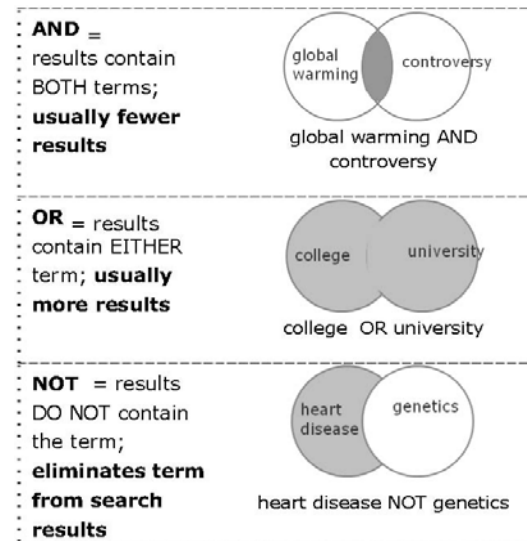 AND =
results contain
BOTH terms;
usually fewer
results
global
warming
controversy
global warming AND
controversy
OR = results
contain EITHER
term; usually
more results
college
university
college OR university
NOT = results
DO NOT contain
the term;
eliminates term
from search
results
heart
disease
genetics
heart disease NOT genetics